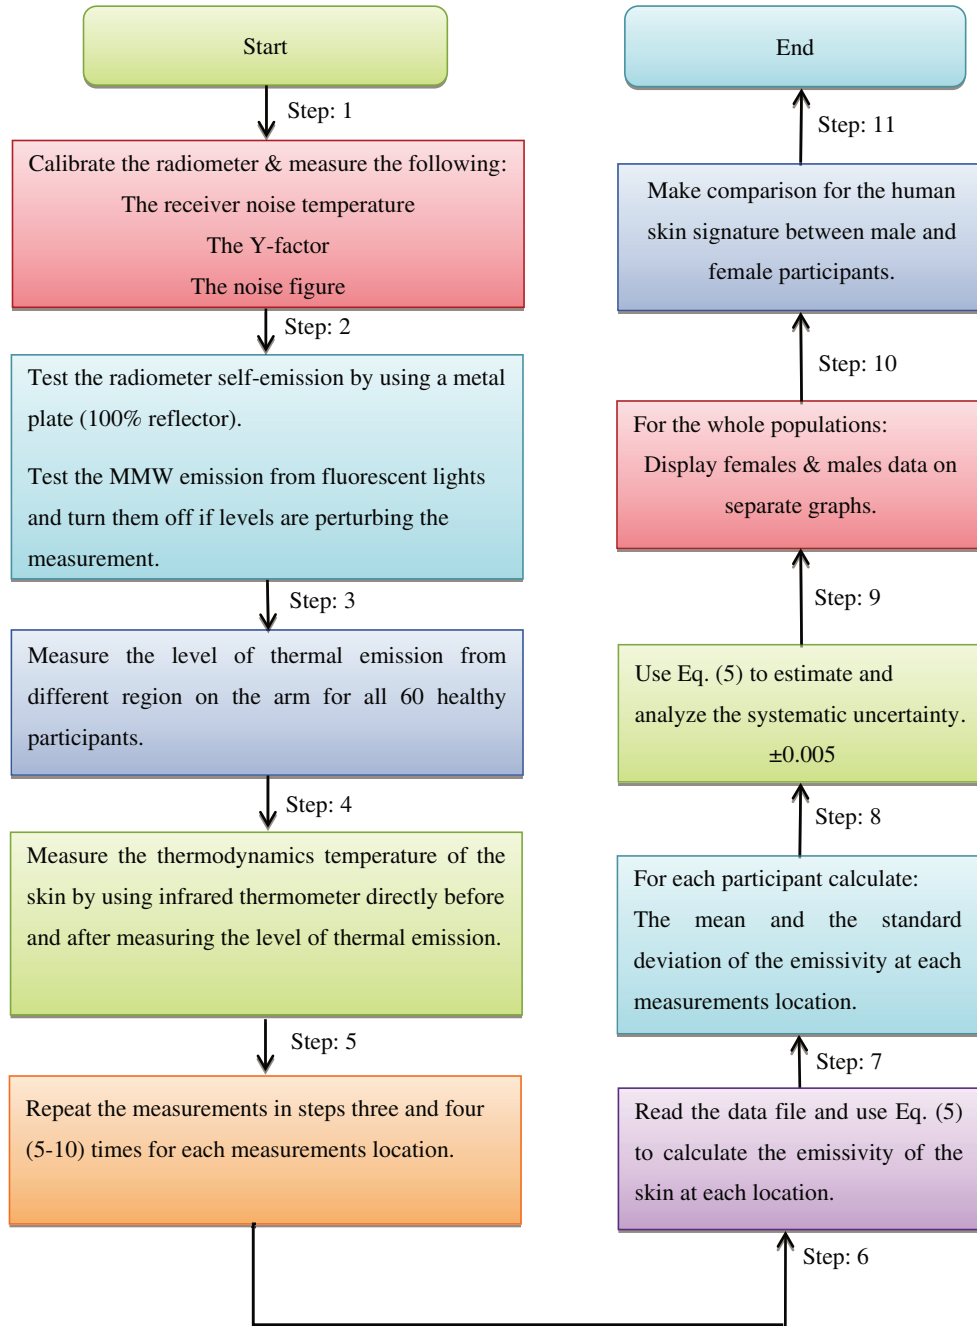 Start
Step: 1
Calibrate the radiometer & measure the following:
The receiver noise temperature
The Y-factor
The noise figure
Step: 2
Test the radiometer self-emission by using a metal
plate (100% reflector).
Test the MMW emission from fluorescent lights
and turn them off if levels are perturbing the
measurement.
Step: 3
Measure the level of thermal emission from
different region on the arm for all 60 healthy
participants.
Step: 4
Measure the thermodynamics temperature of the
skin by using infrared thermometer directly before
and after measuring the level of thermal emission.
Step: 5
Repeat the measurements in steps three and four
(5-10) times for each measurements location.
Step: 6
Read the data file and use Eq. (5)
to calculate the emissivity of the
skin at each location.
Step: 7
For each participant calculate:
The mean and the standard
deviation of the emissivity at each
measurements location.
Step: 8
Use Eq. (5) to estimate and
analyze the systematic uncertainty.
±0.005
Step: 9
For the whole populations:
Display females & males data on
separate graphs.
Step: 10
Make comparison for the human
skin signature between male and
female participants.
Step: 11
End